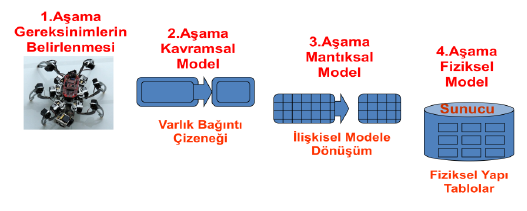 1.Aşama
Gereksinimlerin
Belirlenmesi
2.Aşama
Kavramsal
Model
Varlık Bağıntı
Çizeneği
3.Aşama
Mantıksal
Model
İlişkisel Modele
Dönüşüm
4.Aşama
Fiziksel
Model
Sunucu
Fiziksel Yapı
Tablolar